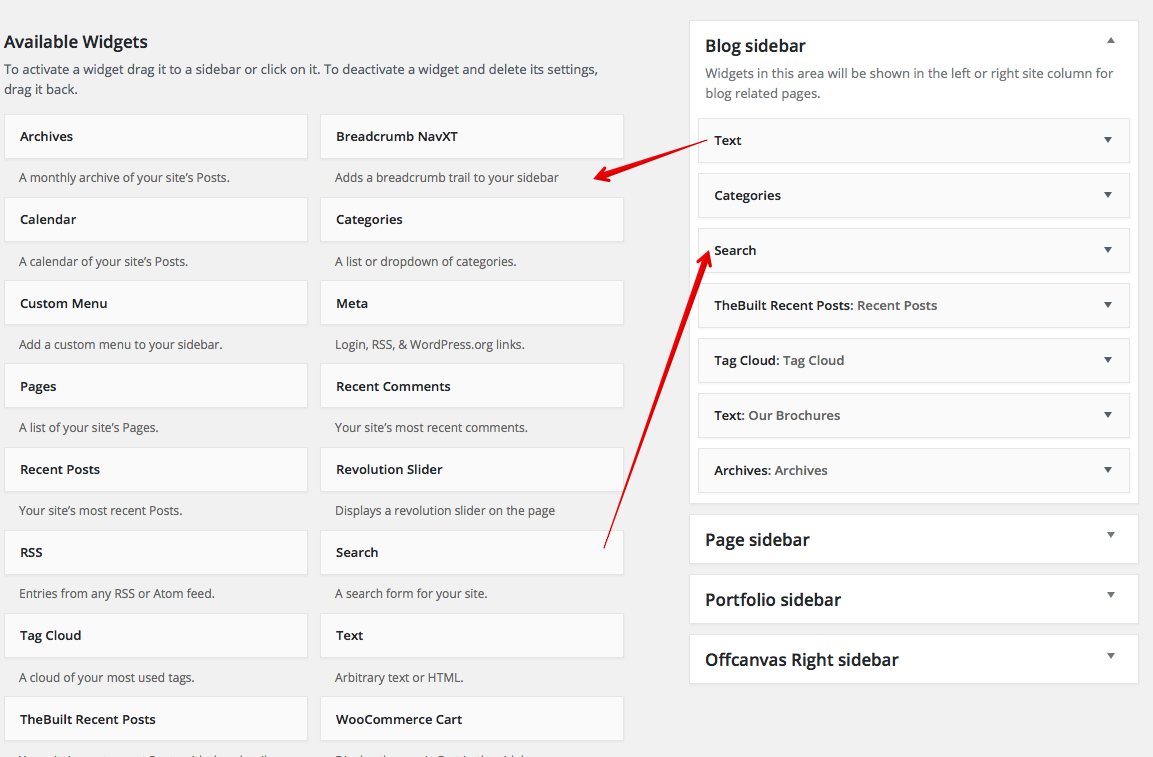 Available Widgets
To activate a widget drag it to a sidebar or click on it. To deactivate a widget and delete its settings,
drag it back.
Archives
Breadcrumb NavXT
A monthly archive of your site’s Posts.
Adds a breadcrumb trail to your sidebar
Calendar
Categories
A calendar of your site’s Posts.
A list or dropdown of categories.
Custom Menu
Meta
Add a custom menu to your sidebar.
Login, RSS, & WordPress.org links.
Pages
Recent Comments
A list of your site’s Pages.
Your site’s most recent comments.
Recent Posts
Revolution Slider
Your site’s most recent Posts.
Displays a revolution slider on the page
RSS
Search
Entries from any RSS or Atom feed.
A search form for your site.
Tag Cloud
Text
A cloud of your most used tags.
Arbitrary text or HTML.
TheBuilt Recent Posts
WooCommerce Cart
Blog sidebar
Widgets in this area will be shown in the left or right site column for
blog related pages.
Text
Categories
Search
TheBuilt Recent Posts: Recent Posts
Tag Cloud: Tag Cloud
Text: Our Brochures
Archives: Archives
Page sidebar
Portfolio sidebar
Offcanvas Right sidebar